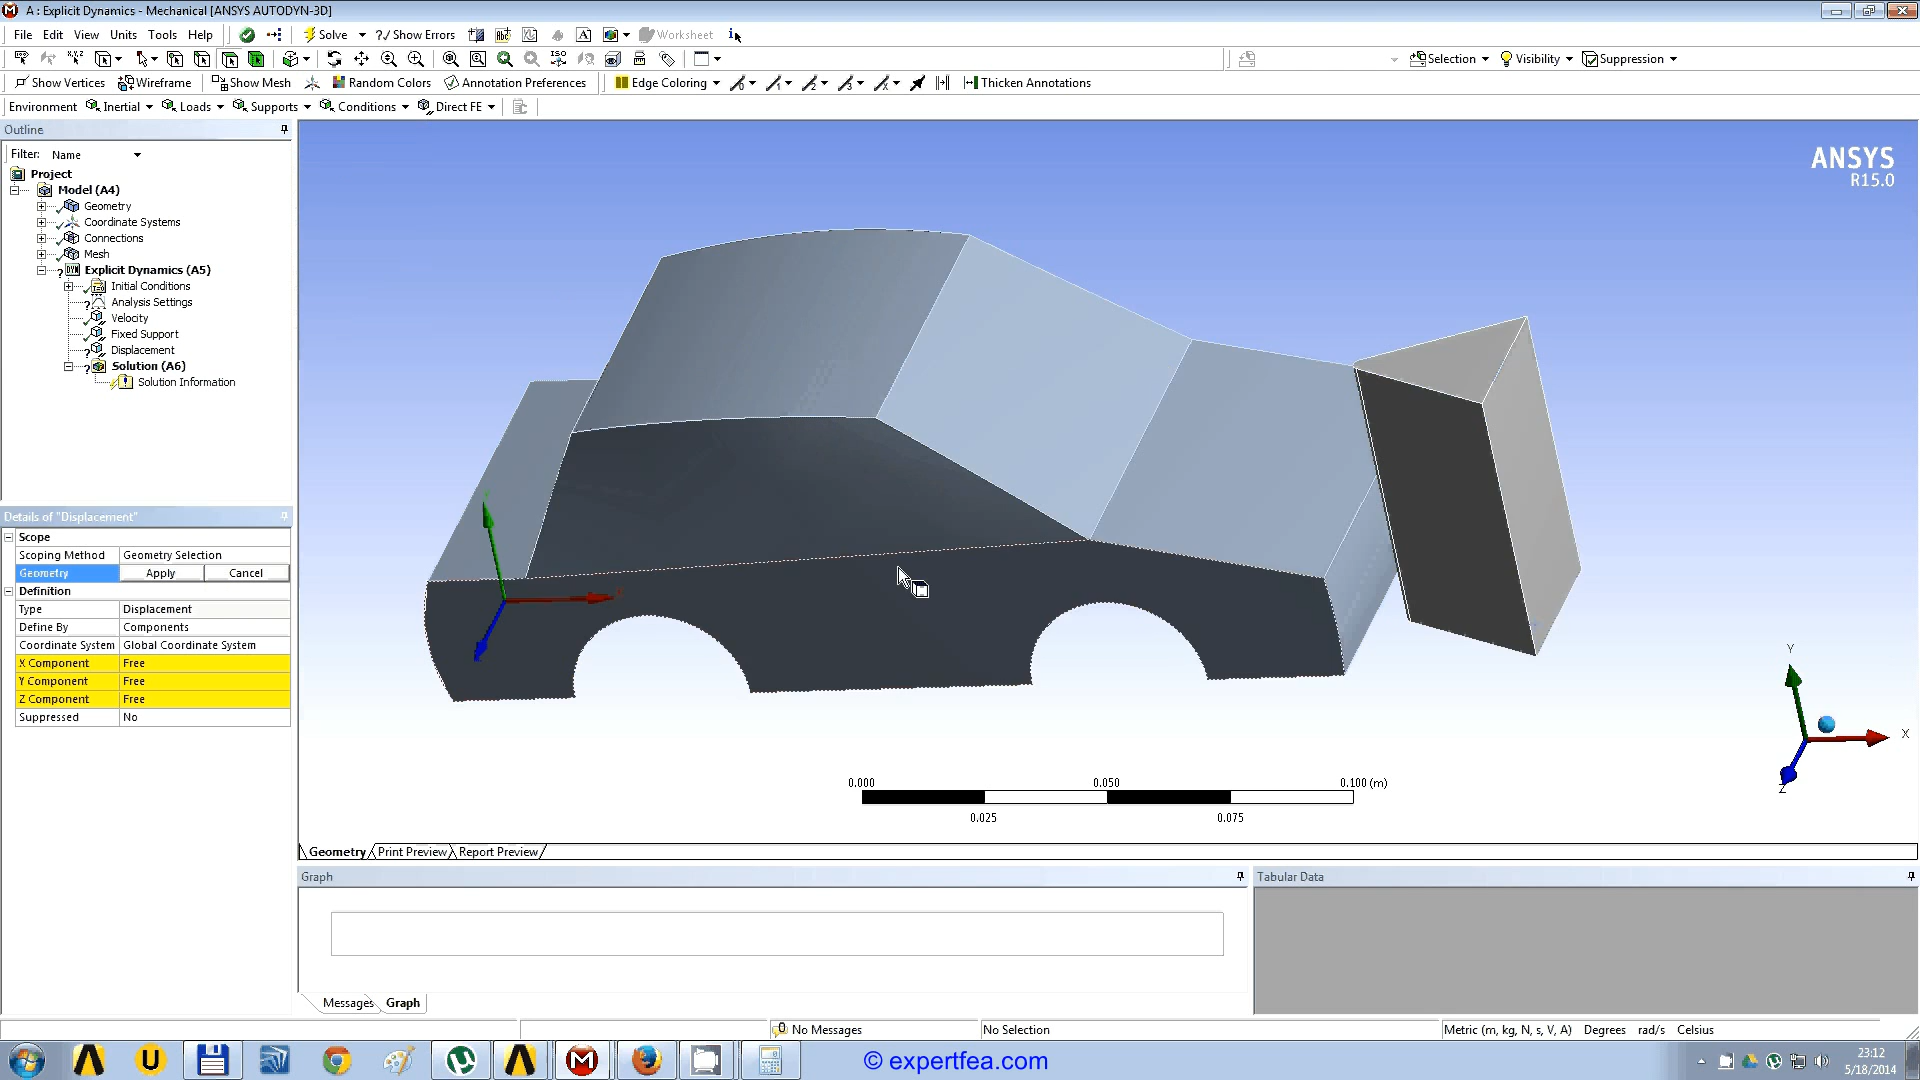 A : Explicit Dynamics - Mechanical [ANSYS AUTODYN-3D]
File Edit View Units Tools Help Solve ?/ Show Errors Worksheet
Selection Visibility Suppression
Show Vertices Wireframe Show Mesh Random Colors Annotation Preferences Edge Coloring Thicken Annotations
Environment Inertial Loads Supports Conditions Direct FE
Outline
Filter: Name
Project
Model (A4)
Geometry
Coordinate Systems
Connections
Mesh
Explicit Dynamics (A5)
Initial Conditions
Analysis Settings
Velocity
Fixed Support
Displacement
Solution (A6)
Solution Information
Details of "Displacement"
Scope
Scoping Method Geometry Selection
Geometry Apply Cancel
Definition
Type Displacement
Define By Components
Coordinate System Global Coordinate System
X Component Free
Y Component Free
Z Component Free
Suppressed No
ANSYS
R15.0
Y
X
Z
0.000 0.050 0.100 (m)
0.025 0.075
Geometry Print Preview Report Preview
Graph
Tabular Data
Messages Graph
No Messages
No Selection
Metric (m, kg, N, s, V, A) Degrees rad/s Celsius
© expertfea.com
23:12
5/18/2014